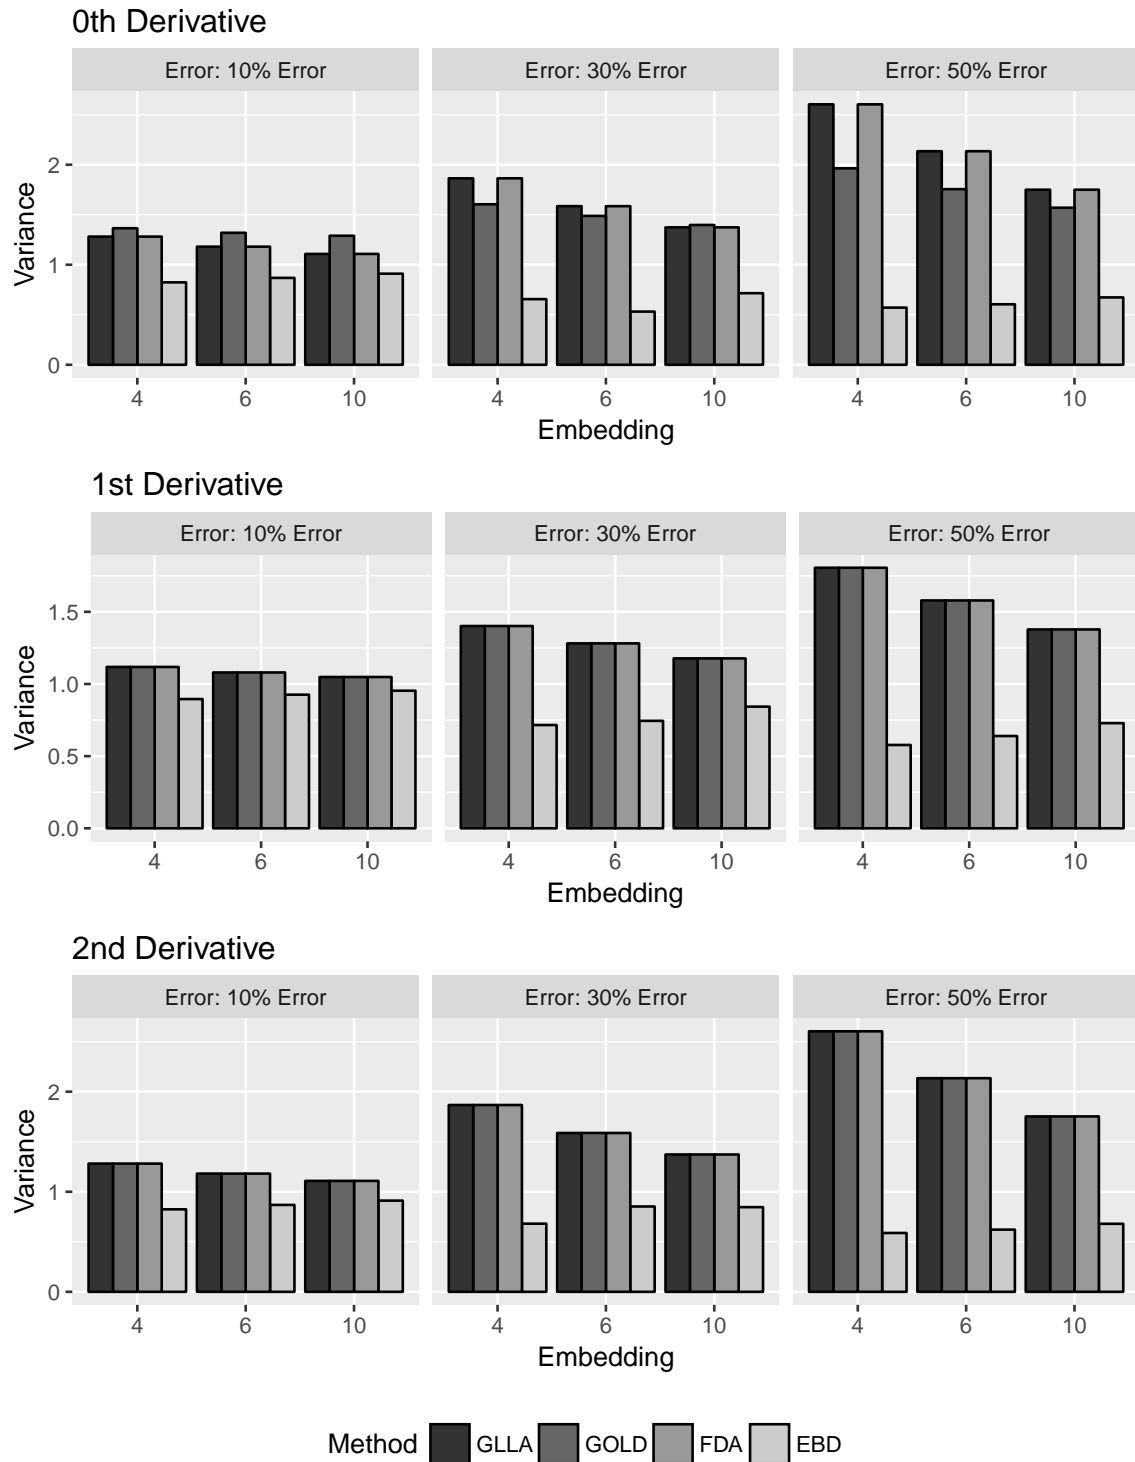 0th Derivative
Error: 10% Error Error: 30% Error Error: 50% Error
Variance
2
1
0
4 6 10 4 6 10 4 6 10
Embedding
1st Derivative
Error: 10% Error Error: 30% Error Error: 50% Error
Variance
1.5
1.0
0.5
0.0
4 6 10 4 6 10 4 6 10
Embedding
2nd Derivative
Error: 10% Error Error: 30% Error Error: 50% Error
Variance
2
1
0
4 6 10 4 6 10 4 6 10
Embedding
Method GLLA GOLD FDA EBD